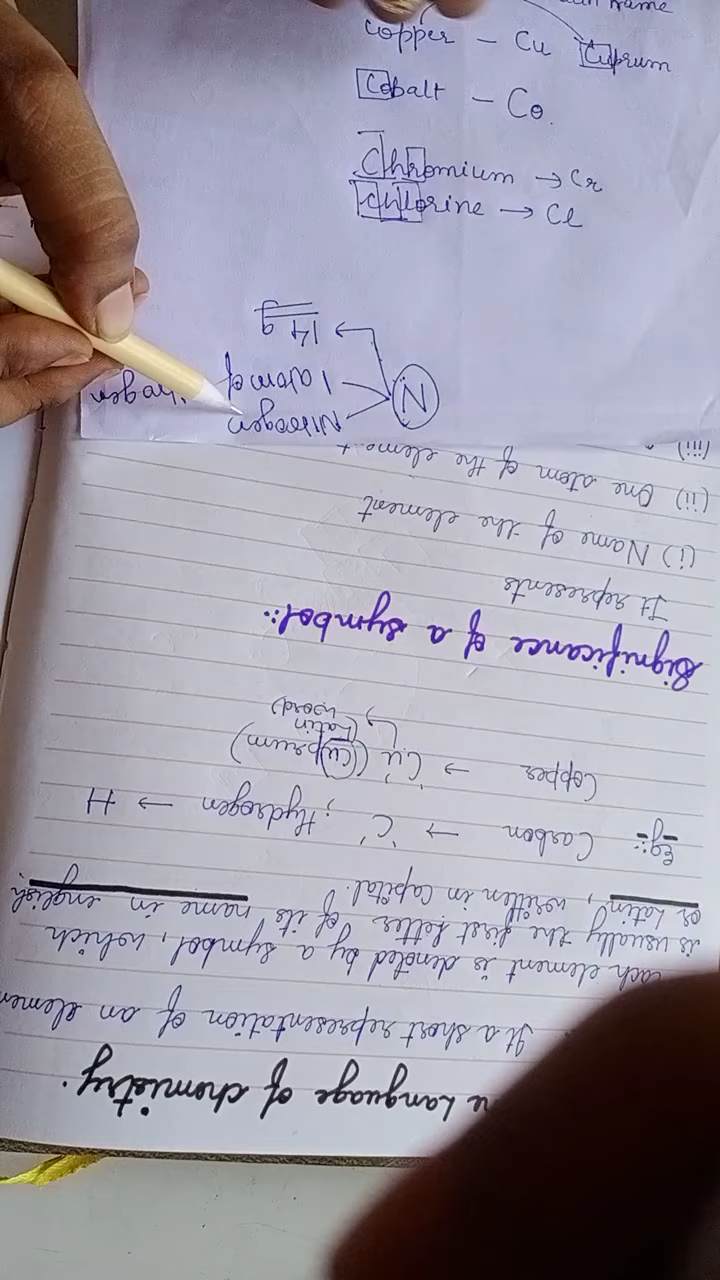 name
Copper - Cu Cuprum
Cobalt - Co.
Chromium → Cr
Chlorine → Cl
N
Nitrogen
1 atom of
14 g
Language of chemistry.
It a short representation of an
each element is denoted by a symbol, which
is usually the first letter of its name in english
or Latin, written in capital.
Eg:- Carbon → 'C' ; Hydrogen → H
Copper → 'Cu' (Cuprum)
(Latin
word)
Significance of a symbol:-
It represents
(i) Name of the element
(ii) One atom of the element
(iii)